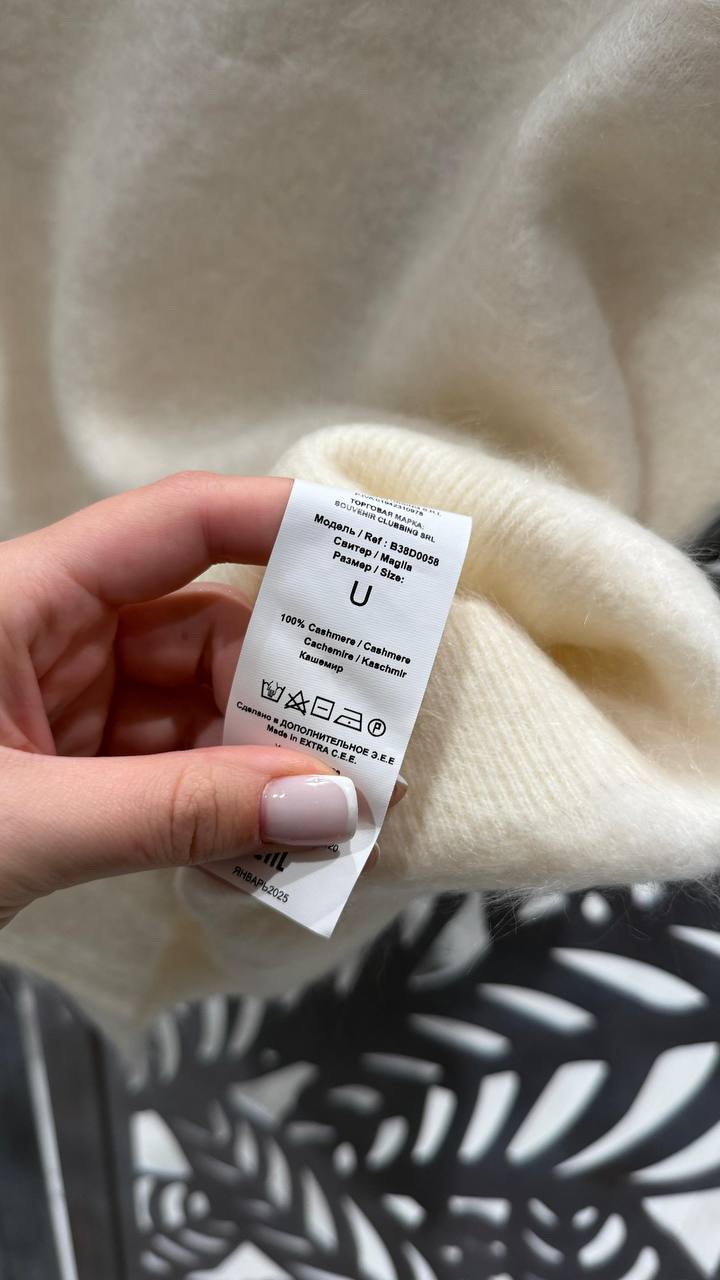 ТОРГОВАЯ МАРКА:
SOUVENIR CLUBBING SRL
Модель / Ref : B38D0058
Свитер / Maglia
Размер / Size:
U
100% Cashmere / Cashmere
Cachemire / Kaschmir
Кашемир
P
Сделано в ДОПОЛНИТЕЛЬНОЕ Э.Е.Е
Made in EXTRA C.E.E.
ЯНВАРЬ2025